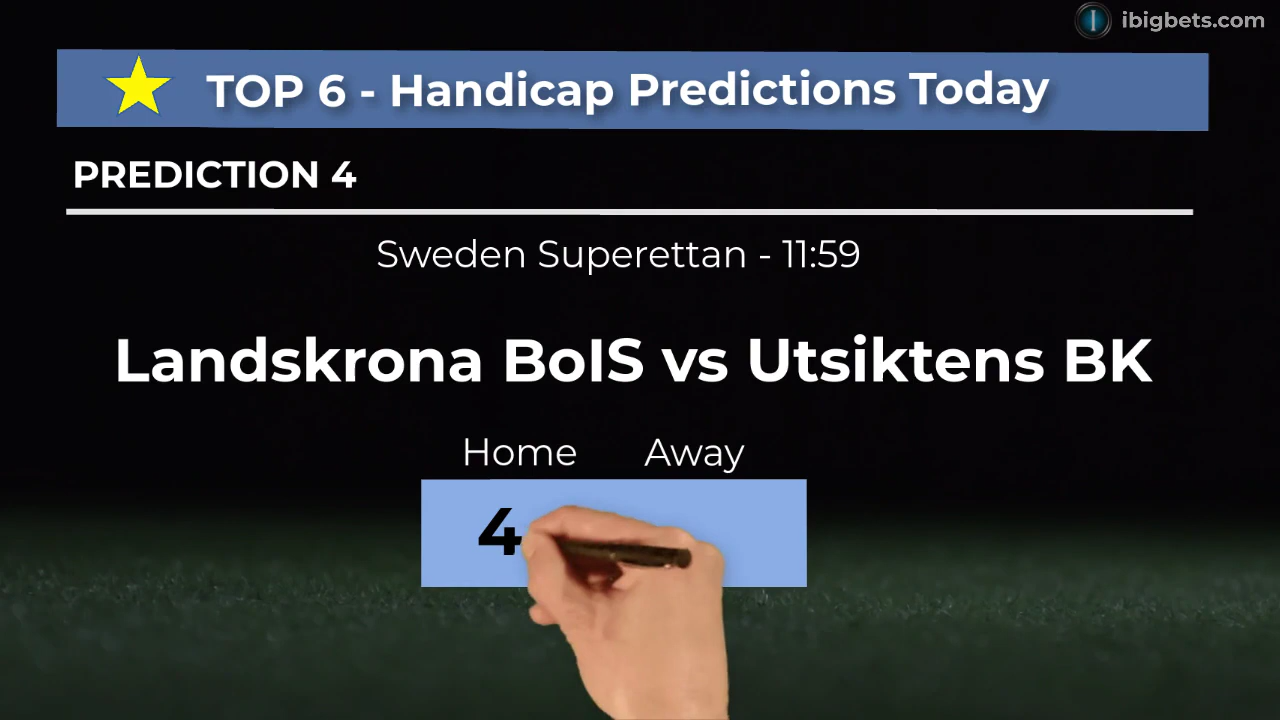 ibigbets.com
TOP 6 - Handicap Predictions Today
PREDICTION 4
Sweden Superettan - 11:59
Landskrona BoIS vs Utsiktens BK
Home Away
4